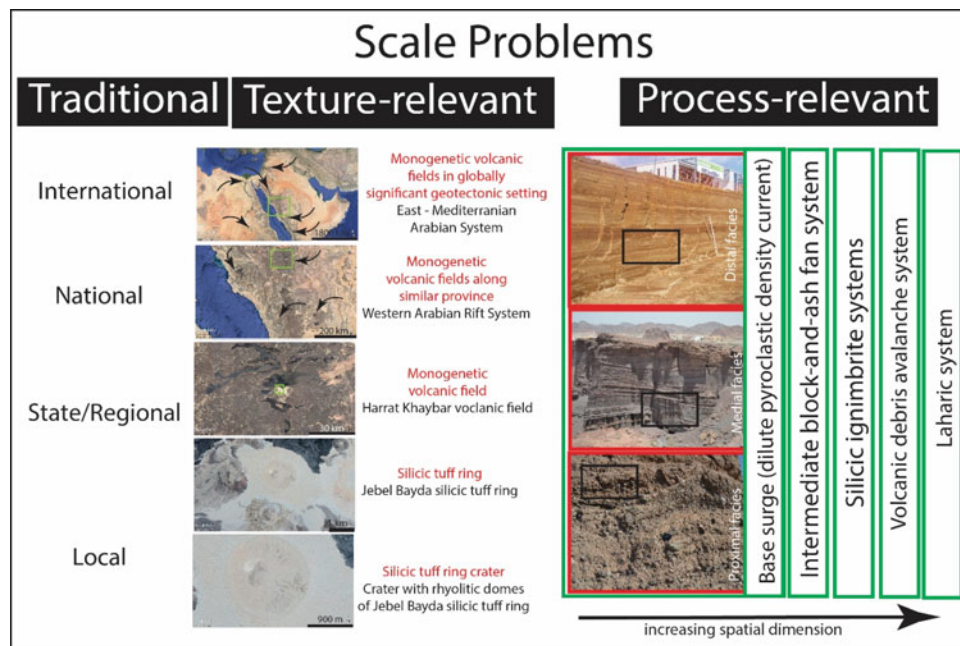 Scale Problems
Traditional
Texture-relevant
Process-relevant
International
Monogenetic volcanic
fields in globally
significant geotectonic setting
East - Mediterranean
Arabian System
National
200 km
Monogenetic
volcanic fields along
similar province
Western Arabian Rift System
State/Regional
30 km
Monogenetic
volcanic field
Harrat Khaybar voclanic field
km
Silicic tuff ring
Jebel Bayda silicic tuff ring
Local
900 m
Silicic tuff ring crater
Crater with rhyolitic domes
of Jebel Bayda silicic tuff ring
Distal facies
Medial facies
Proximal facies
Base surge (dilute pyroclastic density current)
Intermediate block-and-ash fan system
Silicic ignimbrite systems
Volcanic debris avalanche system
Laharic system
increasing spatial dimension